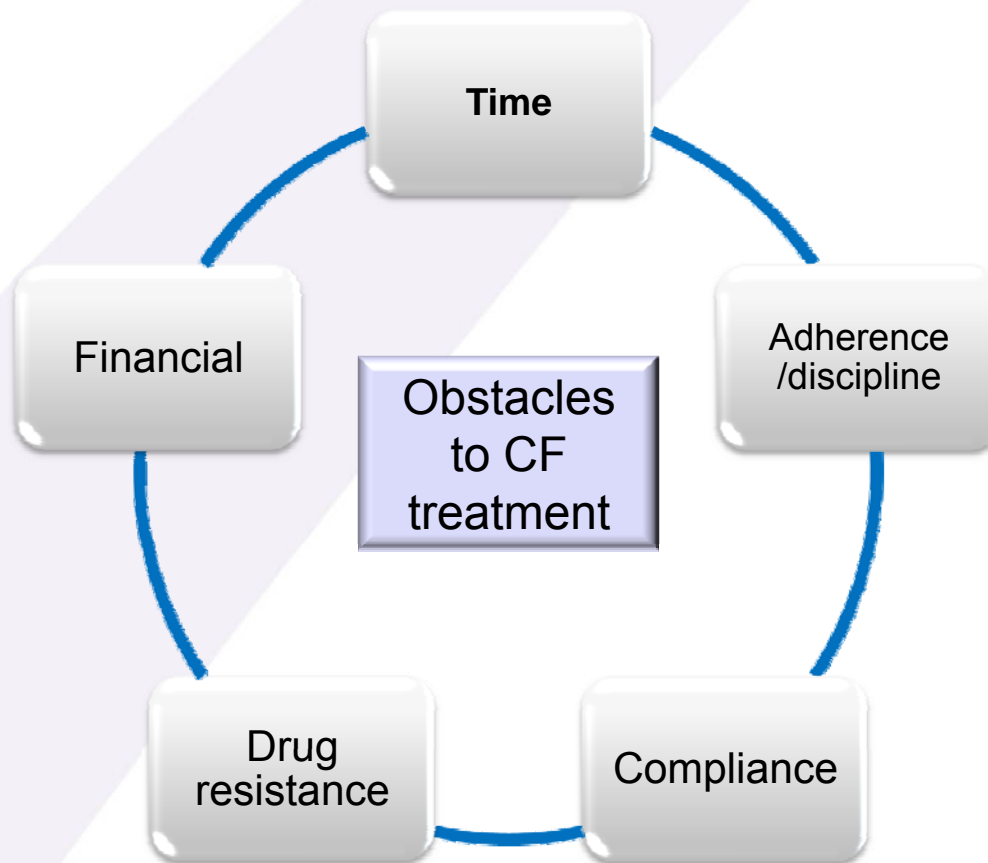 Time
Adherence
/discipline
Compliance
Drug
resistance
Financial
Obstacles
to CF
treatment